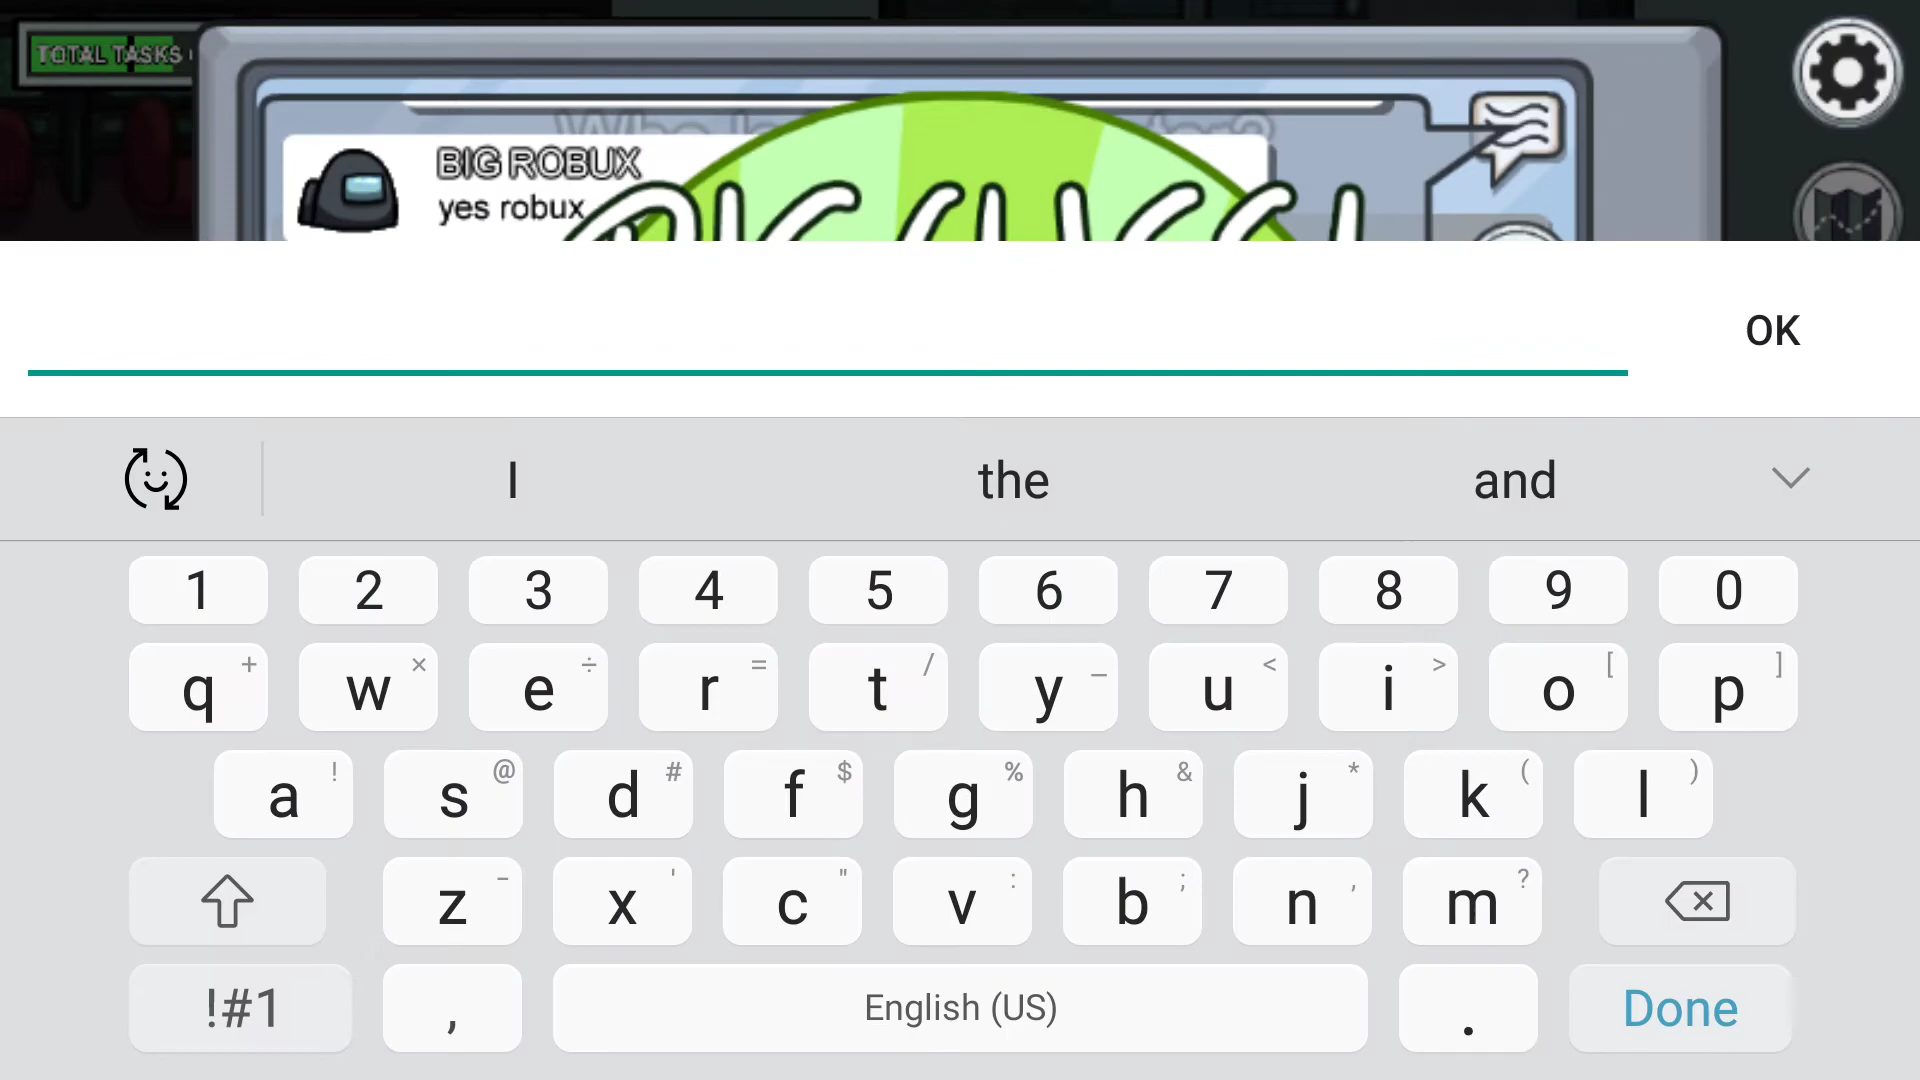 TOTAL TASKS
BIG ROBUX
yes robux
OK
I the and
1 2 3 4 5 6 7 8 9 0
q + w × e ÷ r = t / y _ u < i > o [ p ]
a ! s @ d # f $ g % h & j * k ( l )
z - x ' c " v : b ; n , m ?
!#1 , English (US) . Done